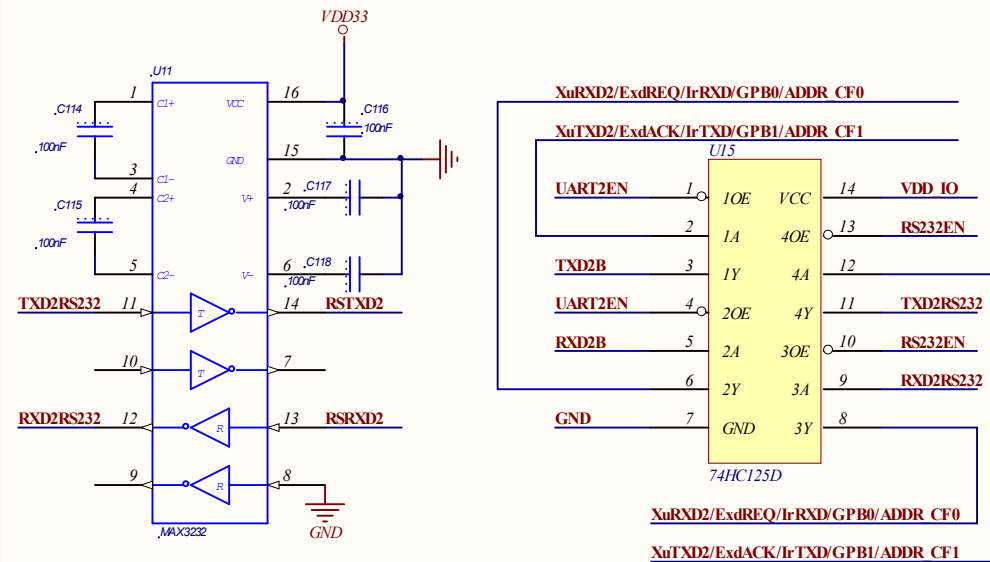 VDD33
.U11
1
C1+
VCC
16
.C114
.100nF
.C116
.100nF
GND
15
3
C1-
4
C2+
V+
2
.C117
.100nF
.C115
.100nF
5
C2-
V-
6
.C118
.100nF
TXD2RS232
11
T
14
RSTXD2
10
T
7
RXD2RS232
12
R
13
RSRXD2
9
R
8
.MAX3232
GND
XuRXD2/ExdREQ/IrRXD/GPB0/ADDR_CF0
XuTXD2/ExdACK/IrTXD/GPB1/ADDR_CF1
U15
UART2EN
1
1OE
VCC
14
VDD_IO
2
1A
4OE
13
RS232EN
TXD2B
3
1Y
4A
12
UART2EN
4
2OE
4Y
11
TXD2RS232
RXD2B
5
2A
3OE
10
RS232EN
6
2Y
3A
9
RXD2RS232
GND
7
GND
3Y
8
74HC125D
XuRXD2/ExdREQ/IrRXD/GPB0/ADDR_CF0
XuTXD2/ExdACK/IrTXD/GPB1/ADDR_CF1